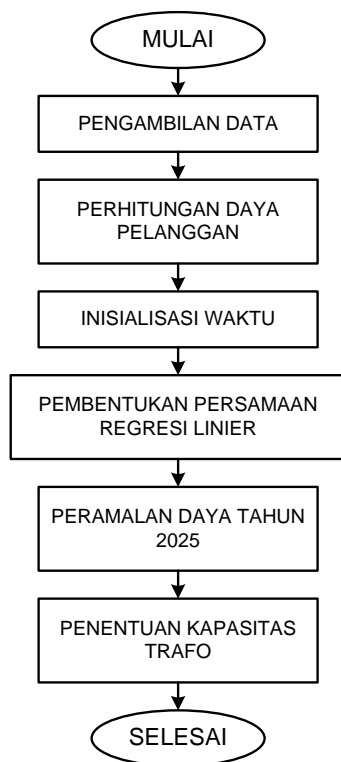 MULAI
PENGAMBILAN DATA
PERHITUNGAN DAYA
PELANGGAN
INISIALISASI WAKTU
PEMBENTUKAN PERSAMAAN
REGRESI LINIER
PERAMALAN DAYA TAHUN
2025
PENENTUAN KAPASITAS
TRAFO
SELESAI